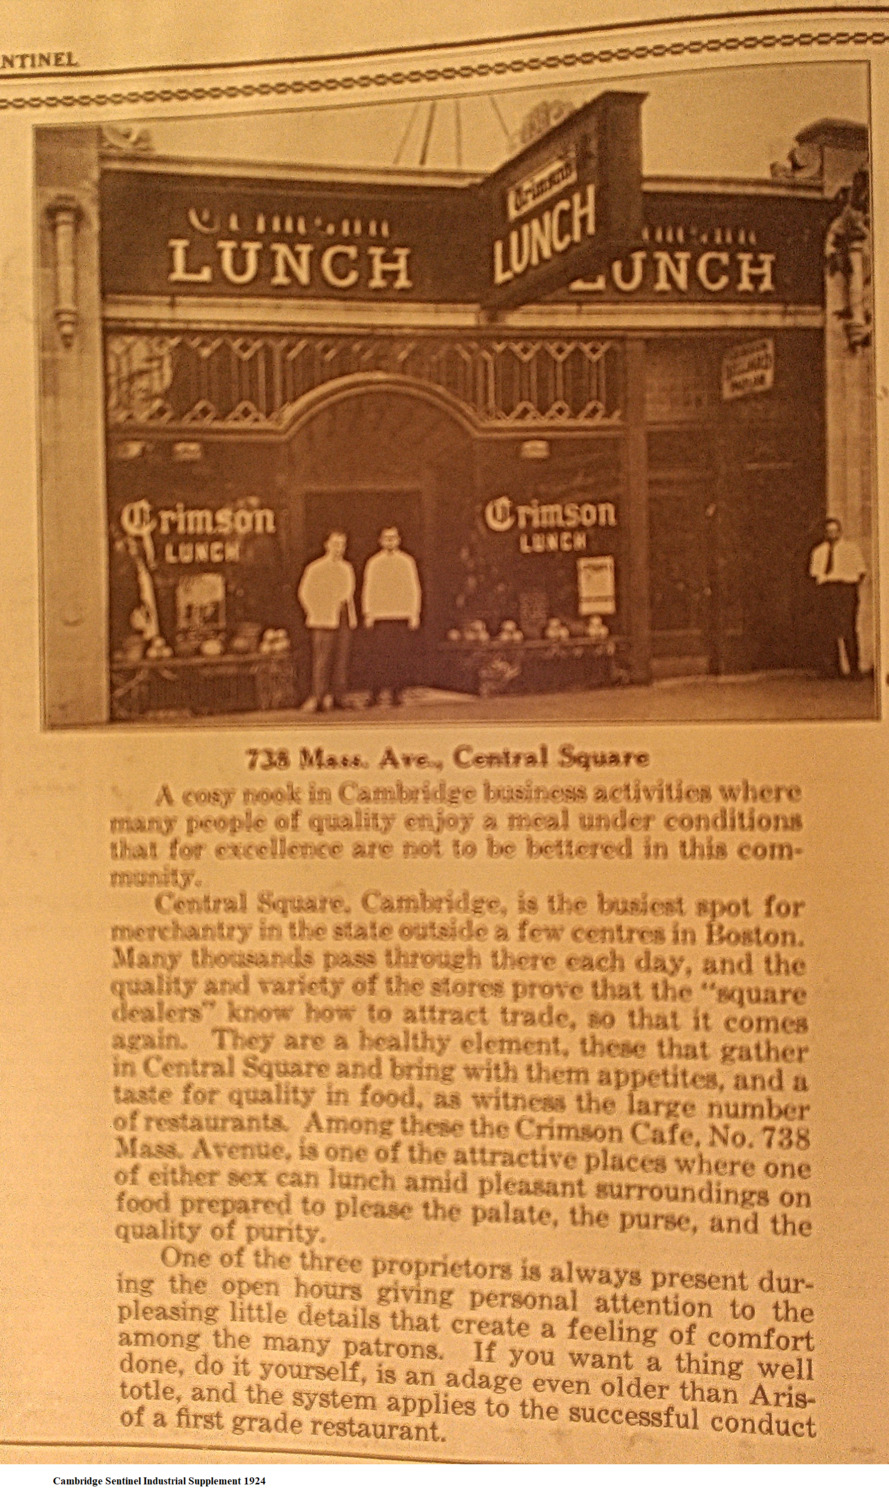 NTINEL
Crimson
LUNCH
Crimson
LUNCH
LUNCH
BILLIARD
Crimson
LUNCH
Crimson
LUNCH
738 Mass. Ave., Central Square
A cosy nook in Cambridge business activities where
many people of quality enjoy a meal under conditions
that for excellence are not to be bettered in this com-
munity.
Central Square, Cambridge, is the busiest spot for
merchantry in the state outside a few centres in Boston.
Many thousands pass through there each day, and the
quality and variety of the stores prove that the "square
dealers" know how to attract trade, so that it comes
again. They are a healthy element, these that gather
in Central Square and bring with them appetites, and a
taste for quality in food, as witness the large number
of restaurants. Among these the Crimson Cafe, No. 738
Mass. Avenue, is one of the attractive places where one
of either sex can lunch amid pleasant surroundings on
food prepared to please the palate, the purse, and the
quality of purity.
One of the three proprietors is always present dur-
ing the open hours giving personal attention to the
pleasing little details that create a feeling of comfort
among the many patrons. If you want a thing well
done, do it yourself, is an adage even older than Aris-
totle, and the system applies to the successful conduct
of a first grade restaurant.
Cambridge Sentinel Industrial Supplement 1924